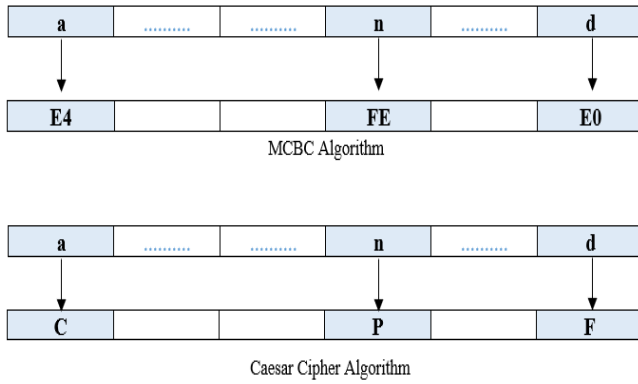 a .......... .......... n .......... d
E4 FE E0
MCBC Algorithm
a .......... .......... n .......... d
C P F
Caesar Cipher Algorithm